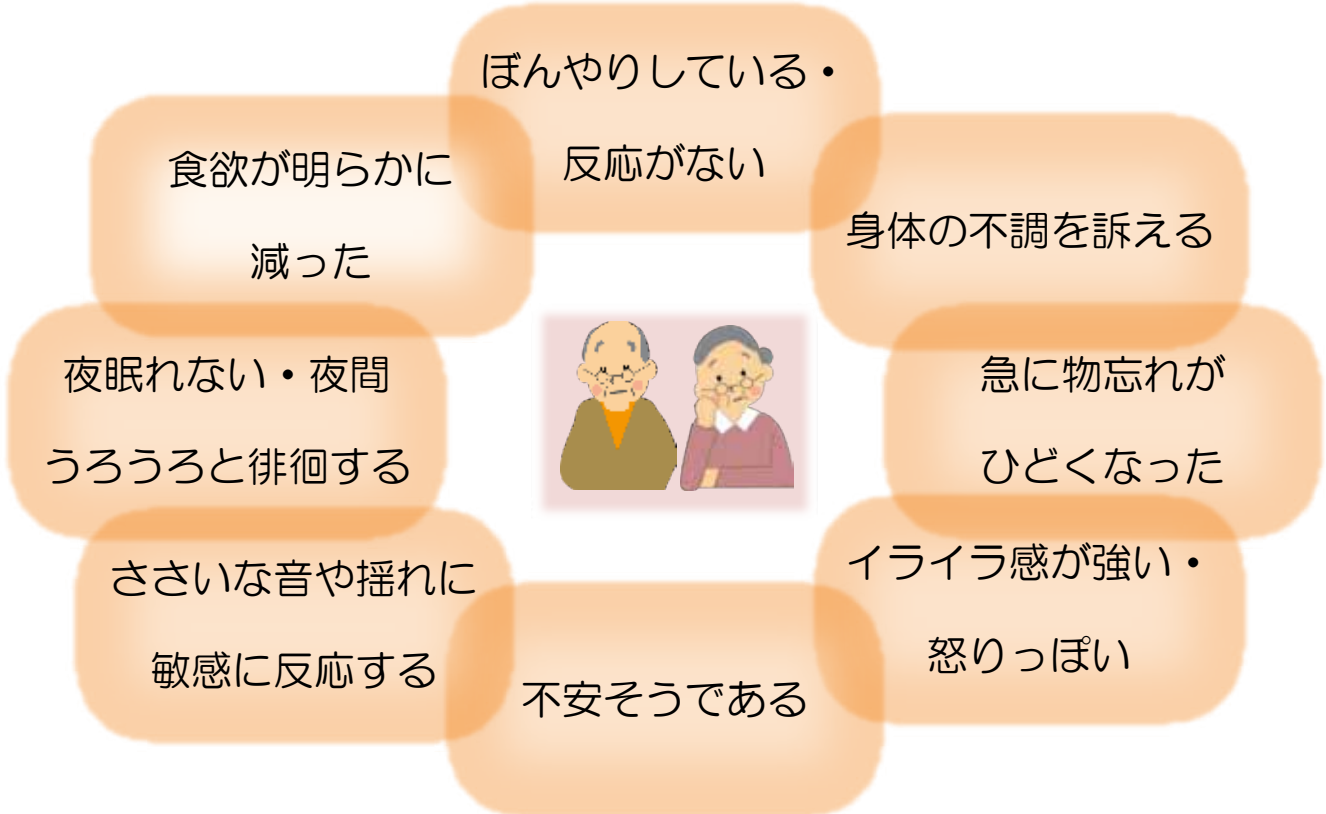 ぼんやりしている・
反応がない
身体の不調を訴える
急に物忘れが
ひどくなった
イライラ感が強い・
怒りっぽい
不安そうである
ささいな音や揺れに
敏感に反応する
夜眠れない・夜間
うろうろと徘徊する
食欲が明らかに
減った